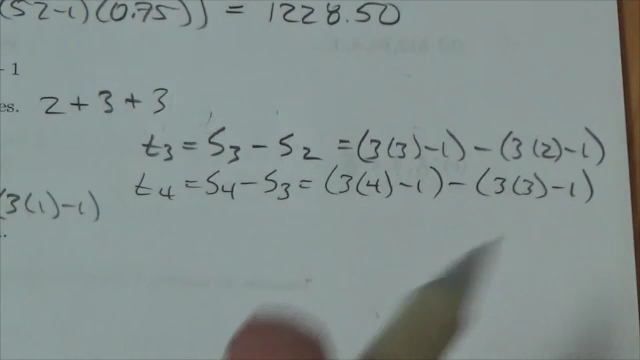 (52-1)(0.75)) = 1228.50
- 1
es. 2 + 3 + 3
t₃ = S₃ - S₂ = (3(3)-1) - (3(2)-1)
t₄ = S₄ - S₃ = (3(4)-1) - (3(3)-1)
(3(1)-1)